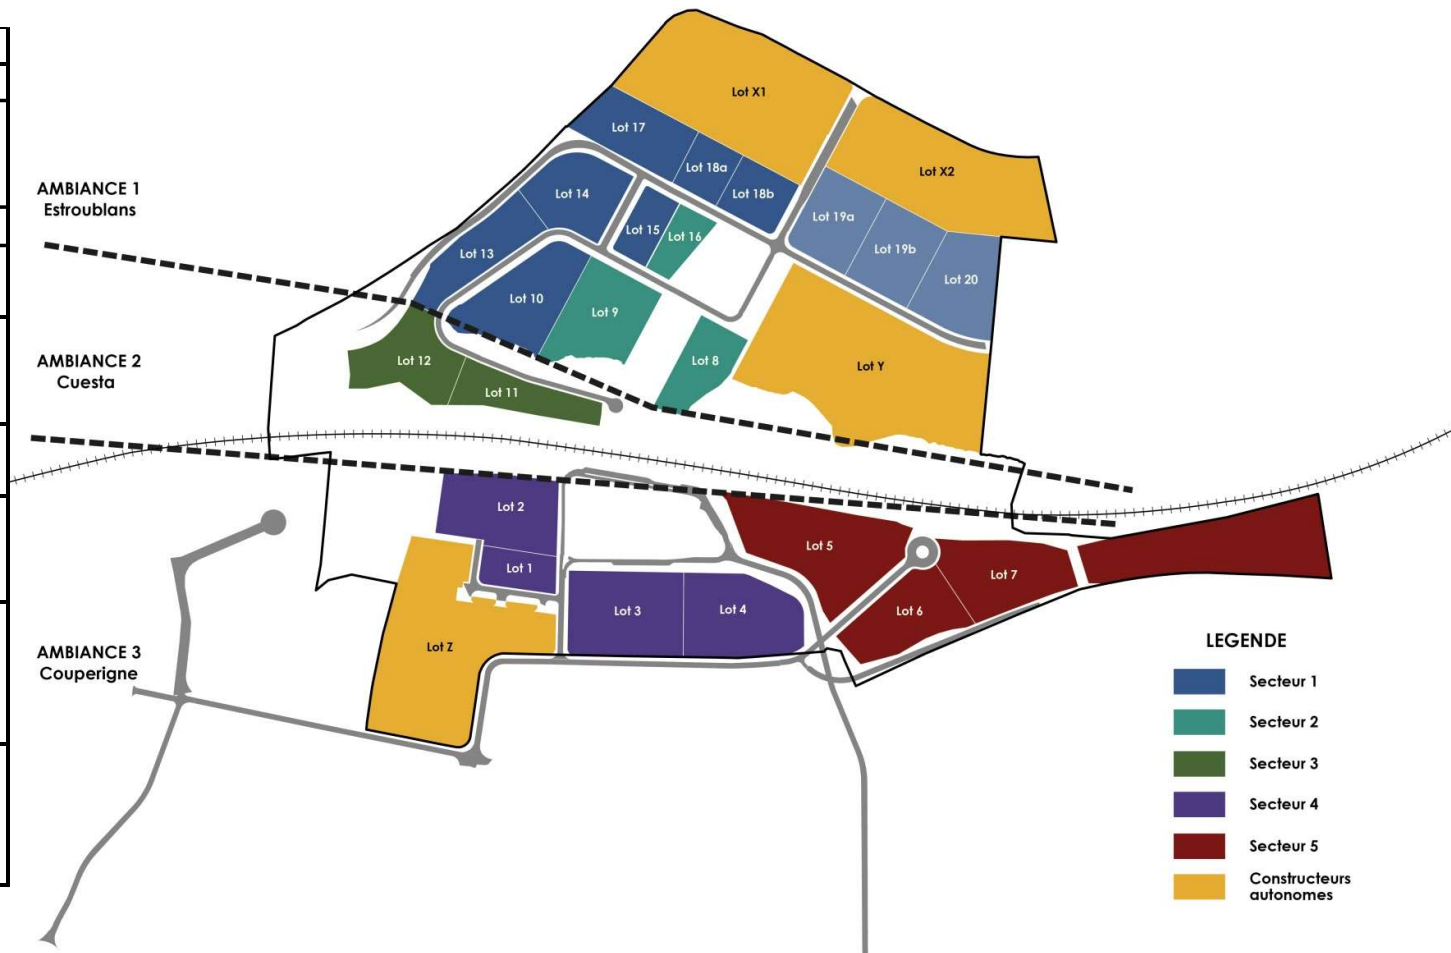 Lot X1
Lot 17
Lot 18a
Lot 18b
Lot X2
AMBIANCE 1
Estroublans
Lot 14
Lot 15
Lot 16
Lot 19a
Lot 19b
Lot 20
Lot 13
Lot 10
Lot 9
AMBIANCE 2
Cuesta
Lot 12
Lot 11
Lot 8
Lot Y
Lot 2
Lot 1
Lot 5
Lot 7
Lot 3
Lot 4
Lot 6
AMBIANCE 3
Couperigne
Lot Z
LEGENDE
Secteur 1
Secteur 2
Secteur 3
Secteur 4
Secteur 5
Constructeurs
autonomes